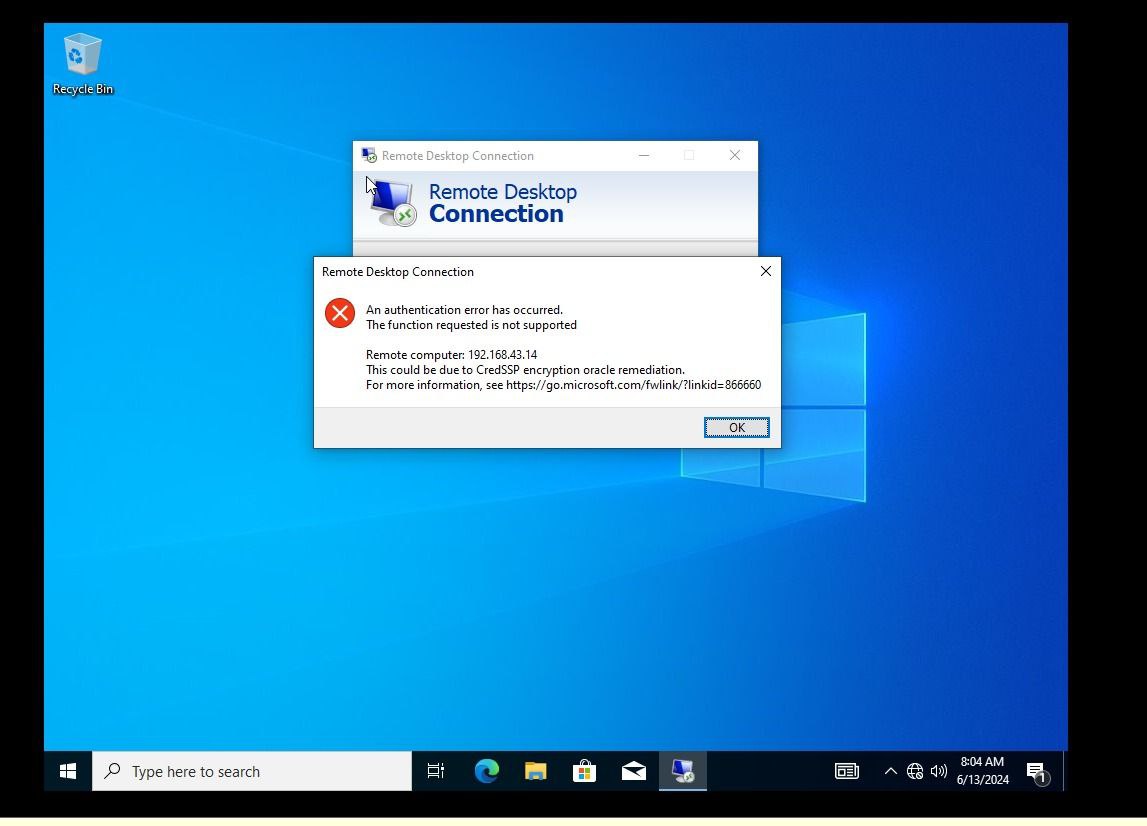 Recycle Bin
Remote Desktop Connection
Remote Desktop
Connection
Remote Desktop Connection
An authentication error has occurred.
The function requested is not supported
Remote computer: 192.168.43.14
This could be due to CredSSP encryption oracle remediation.
For more information, see https://go.microsoft.com/fwlink/?linkid=866660
OK
Type here to search
8:04 AM
6/13/2024
1